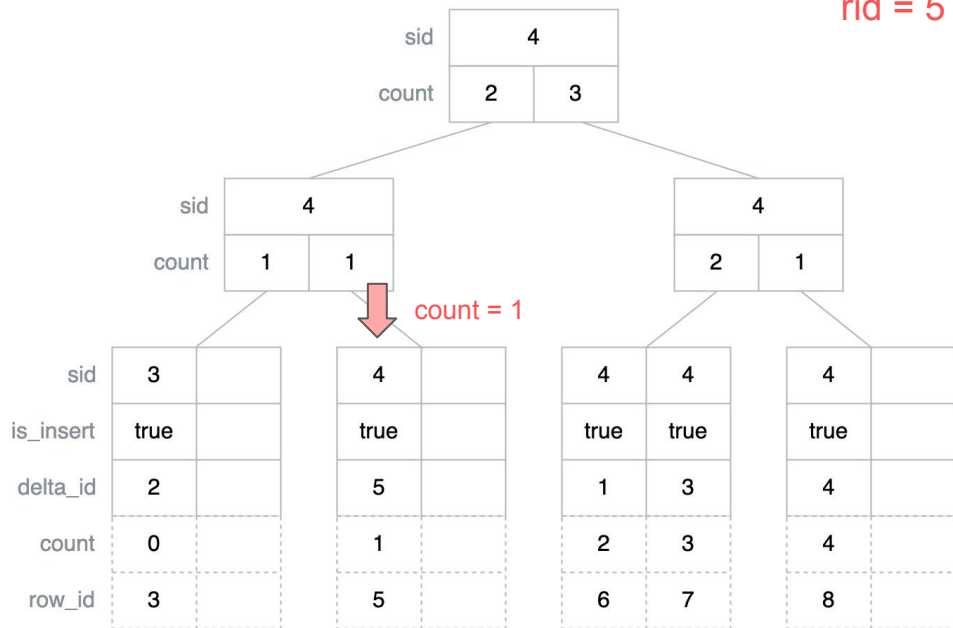 rid = 5
sid 4
count 2 3
sid 4 4
count 1 1 2 1
count = 1
sid 3 4 4 4 4
is_insert true true true true true
delta_id 2 5 1 3 4
count 0 1 2 3 4
row_id 3 5 6 7 8